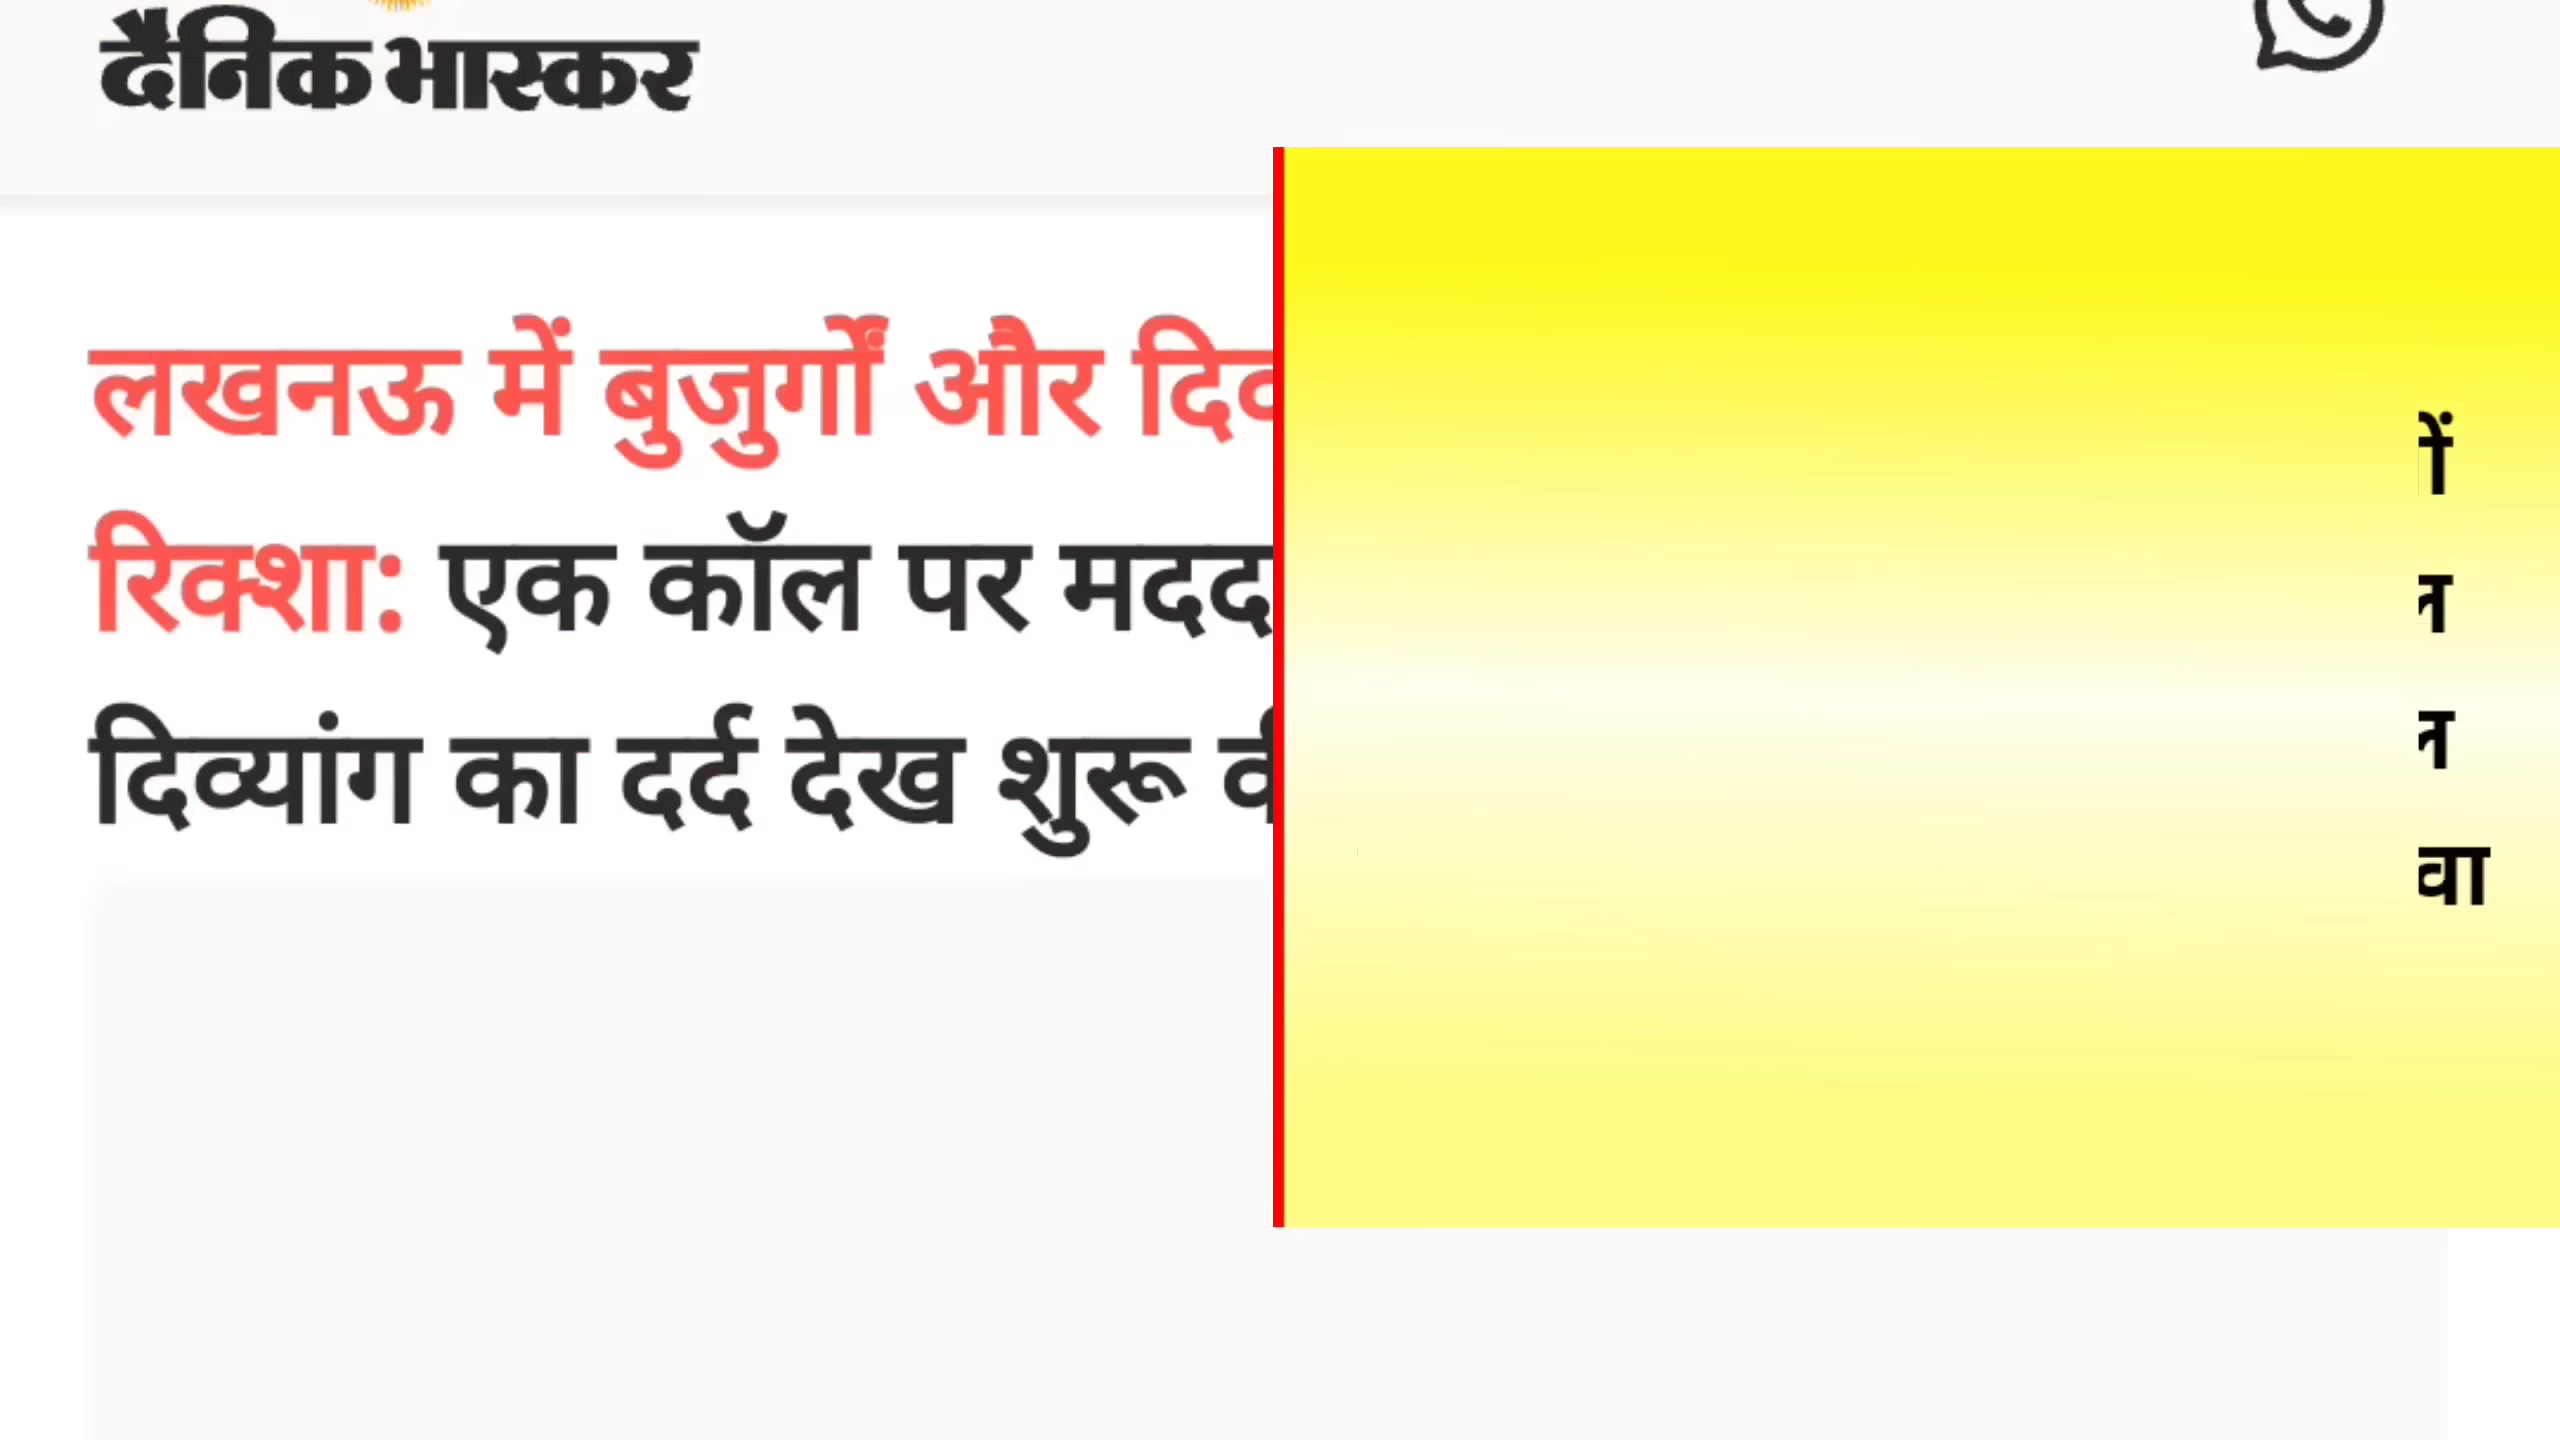 दैनिक भास्कर
लखनऊ में बुजुर्गों और
रिक्शा: एक कॉल पर मदद
दिव्यांग का दर्द देख शुरू